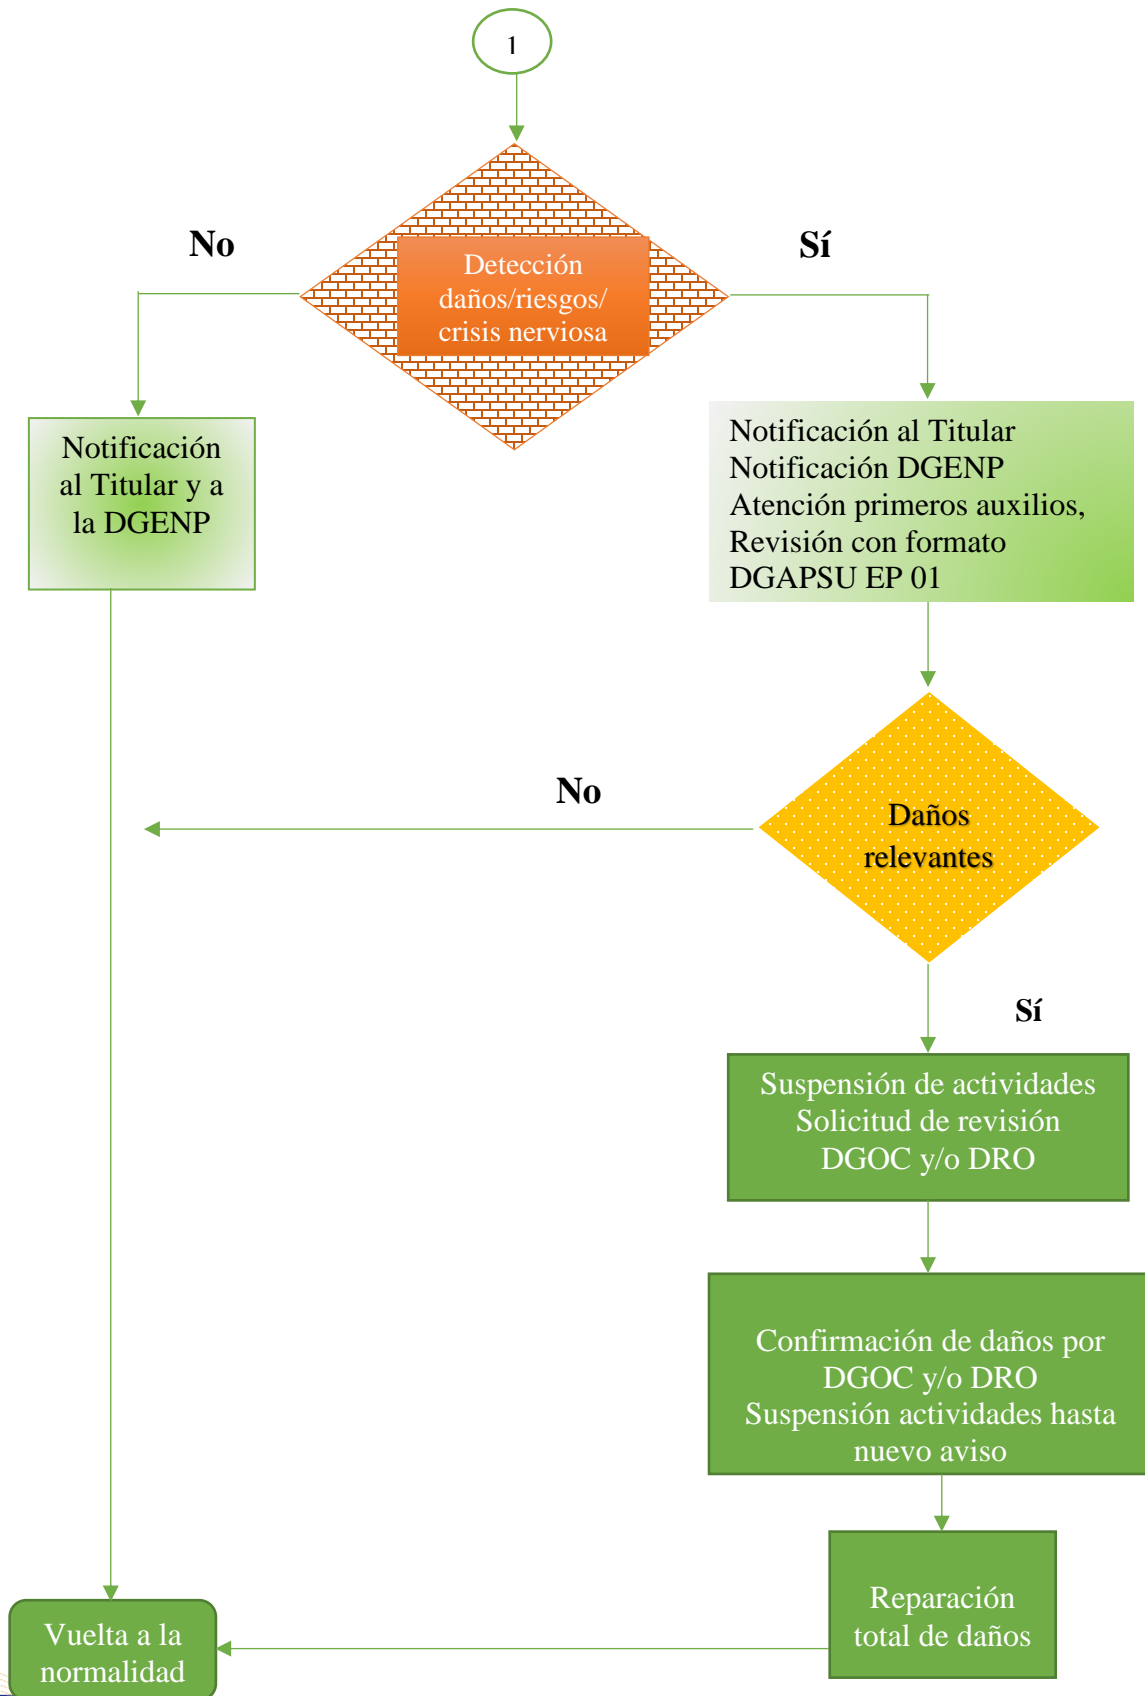 1
No
Sí
Detección
daños/riesgos/
crisis nerviosa
Notificación
al Titular y a
la DGENP
Notificación al Titular
Notificación DGENP
Atención primeros auxilios,
Revisión con formato
DGAPSU EP 01
No
Daños
relevantes
Sí
Suspensión de actividades
Solicitud de revisión
DGOC y/o DRO
Confirmación de daños por
DGOC y/o DRO
Suspensión actividades hasta
nuevo aviso
Reparación
total de daños
Vuelta a la
normalidad